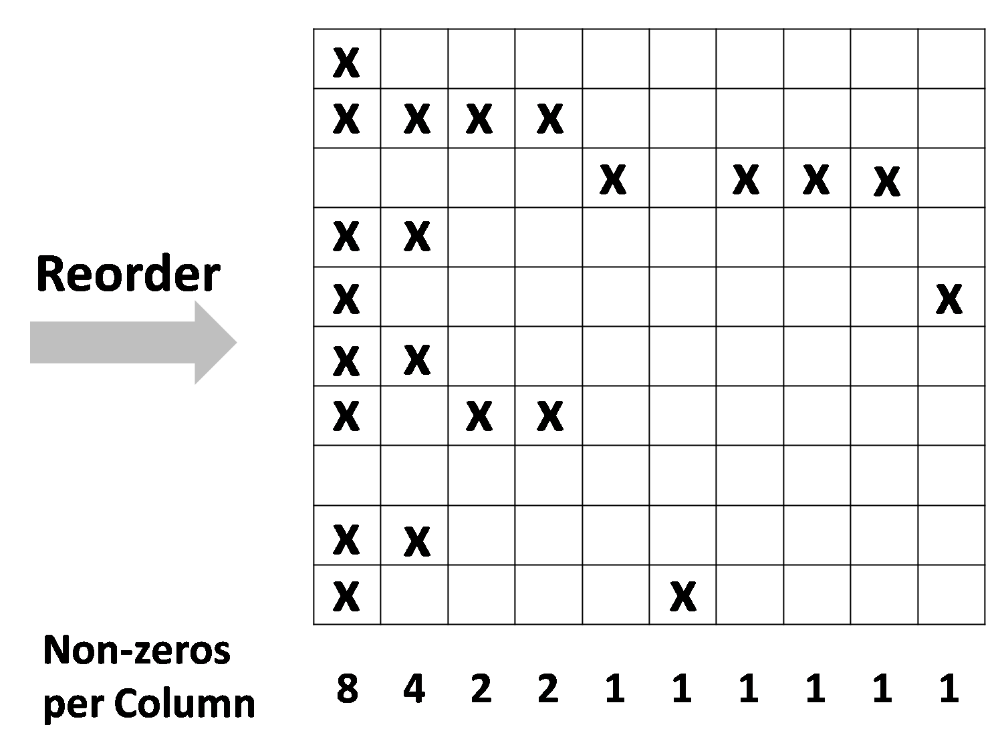 X
X X X X
X X X X
Reorder
X X
X X
X X
X X X
X X
X X
Non-zeros
per Column
8 4 2 2 1 1 1 1 1 1